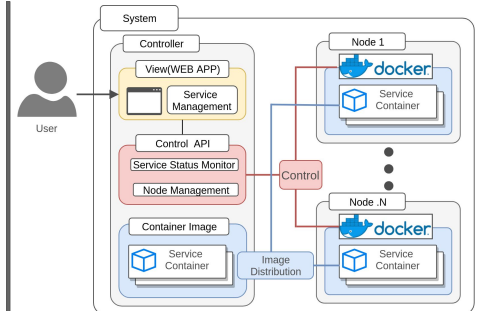 System
Controller
Node 1
View(WEB APP)
docker
Service
Management
Service
Container
User
Control API
Service Status Monitor
Node Management
Control
Node .N
Container Image
docker
Service
Container
Image
Distribution
Service
Container